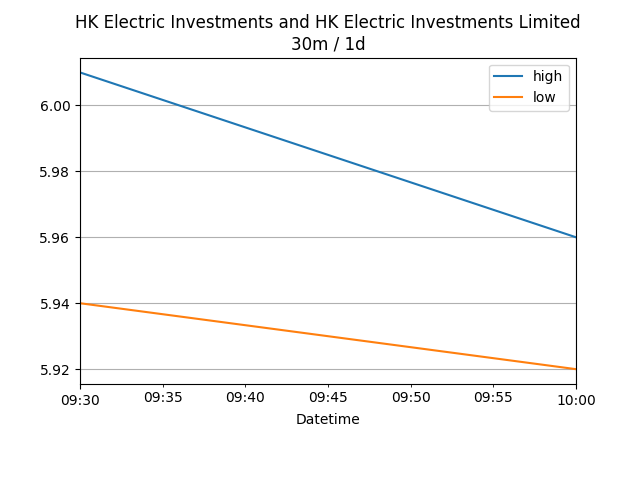 HK Electric Investments and HK Electric Investments Limited
30m / 1d
high
low
6.00
5.98
5.96
5.94
5.92
09:30 09:35 09:40 09:45 09:50 09:55 10:00
Datetime